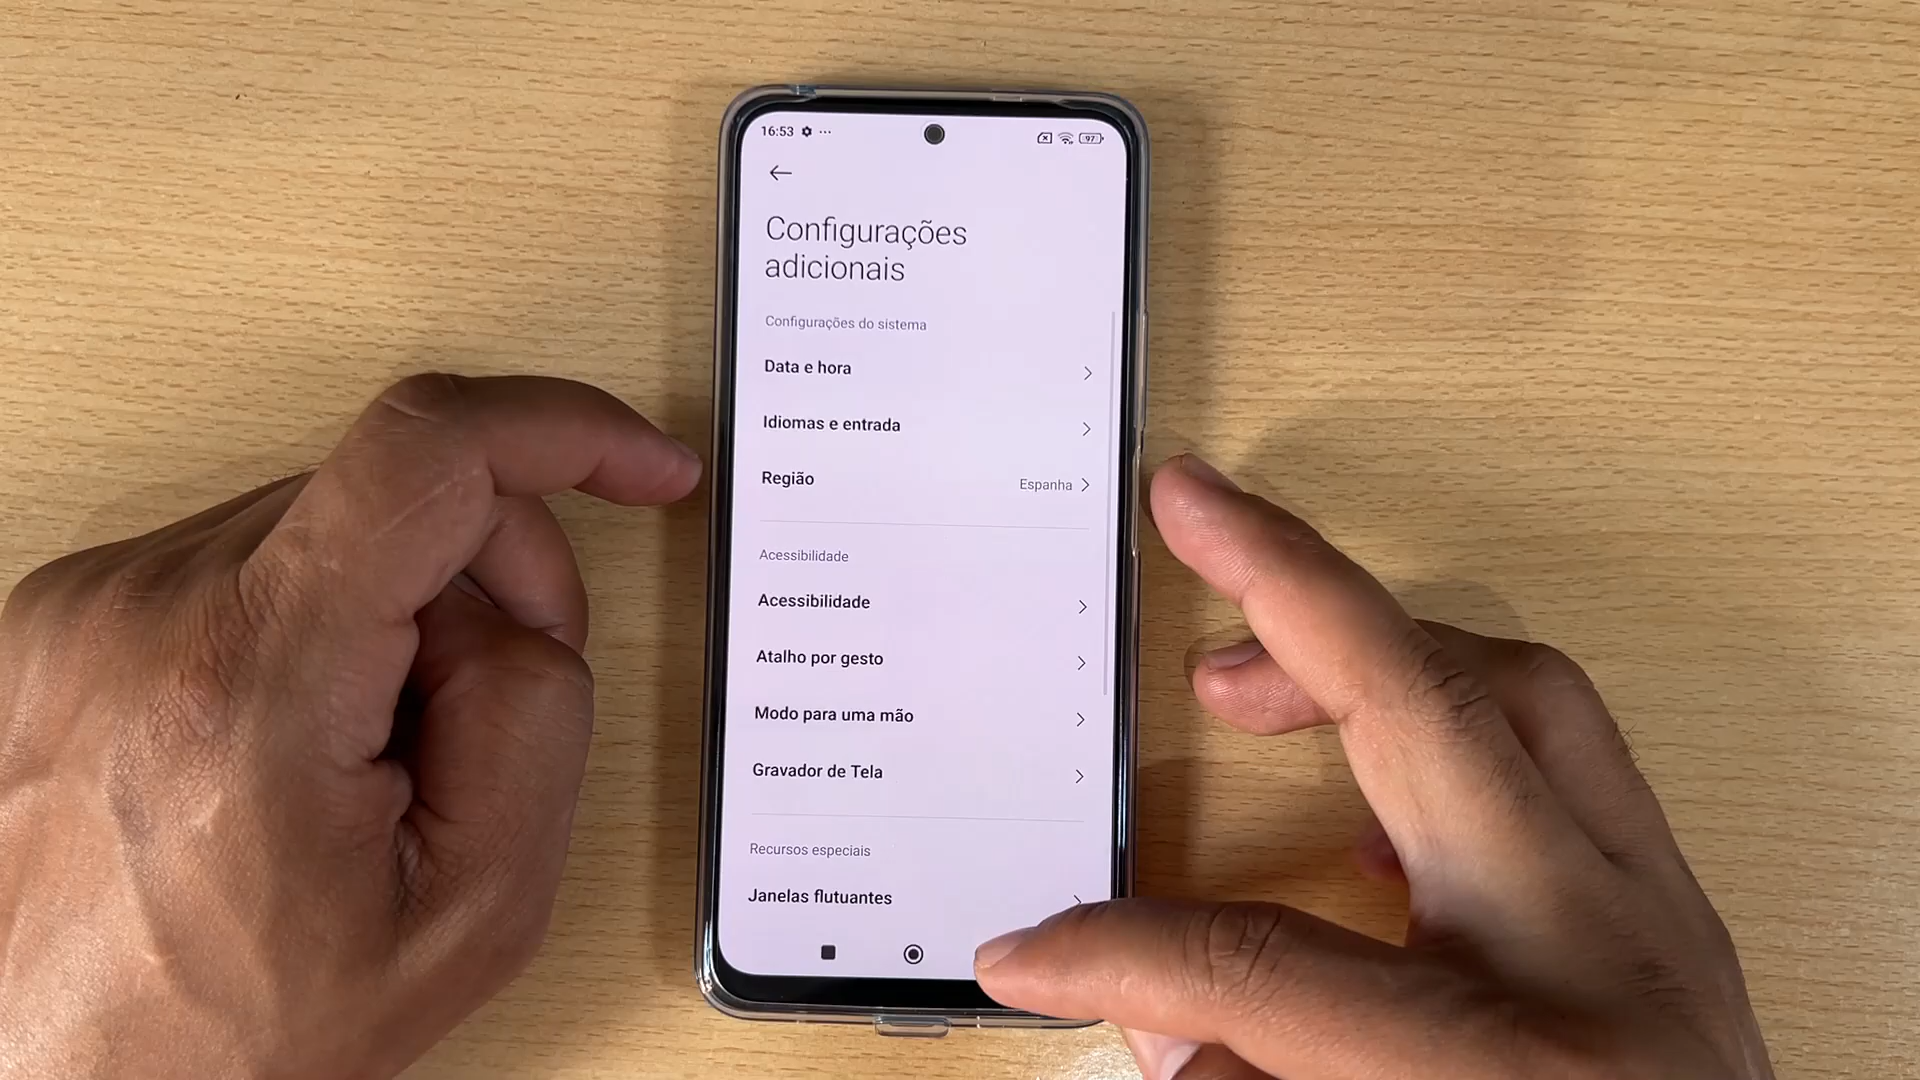 16:53
97
Configurações
adicionais
Configurações do sistema
Data e hora
Idiomas e entrada
Região Espanha
Acessibilidade
Acessibilidade
Atalho por gesto
Modo para uma mão
Gravador de Tela
Recursos especiais
Janelas flutuantes